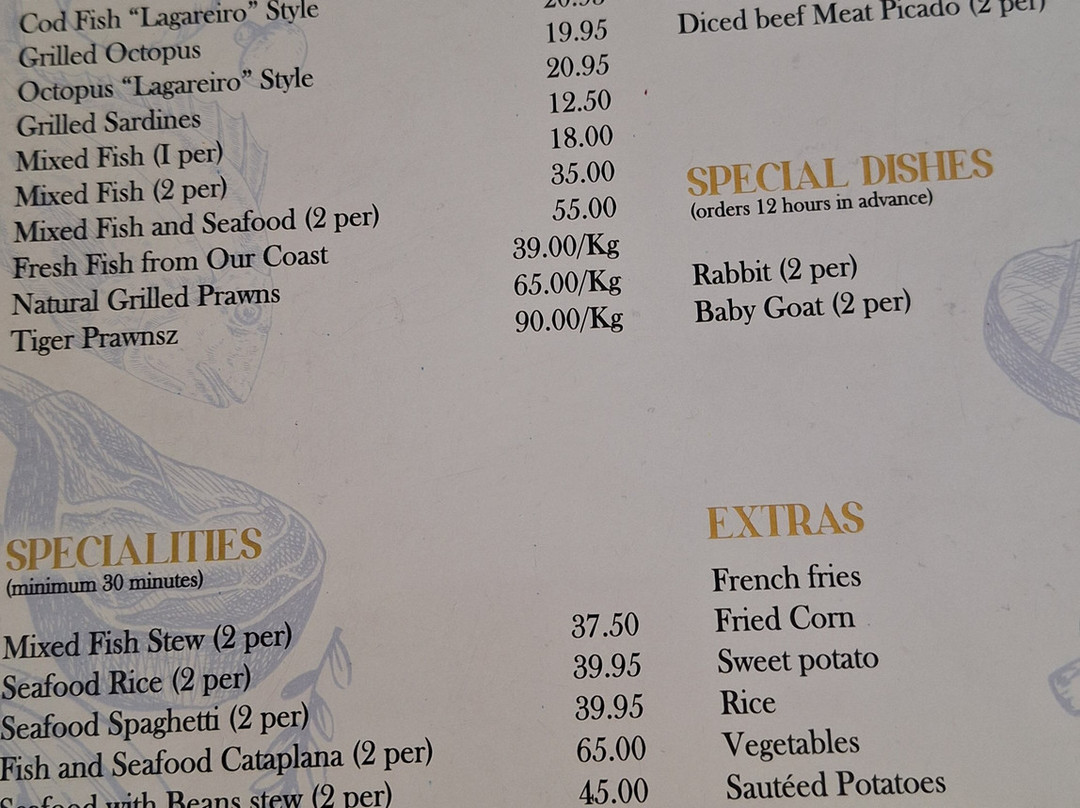 Cod Fish “Lagareiro” Style
Grilled Octopus 19.95
Octopus “Lagareiro” Style 20.95
Grilled Sardines 12.50
Mixed Fish (I per) 18.00
Mixed Fish (2 per) 35.00
Mixed Fish and Seafood (2 per) 55.00
Fresh Fish from Our Coast 39.00/Kg
Natural Grilled Prawns 65.00/Kg
Tiger Prawnsz 90.00/Kg
SPECIALITIES
(minimum 30 minutes)
Mixed Fish Stew (2 per) 37.50
Seafood Rice (2 per) 39.95
Seafood Spaghetti (2 per) 39.95
Fish and Seafood Cataplana (2 per) 65.00
Seafood with Beans stew (2 per) 45.00
Diced beef Meat Picado (2 per)
SPECIAL DISHES
(orders 12 hours in advance)
Rabbit (2 per)
Baby Goat (2 per)
EXTRAS
French fries
Fried Corn
Sweet potato
Rice
Vegetables
Sautéed Potatoes